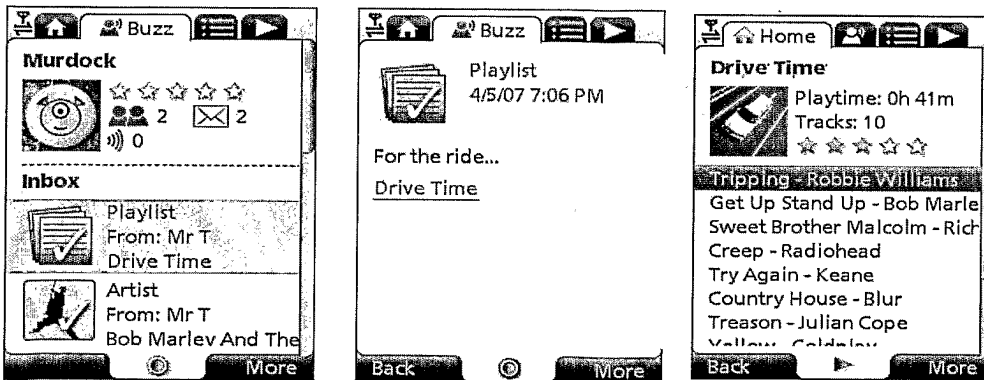 Buzz
Murdock
2 2
0
Inbox
Playlist
From: Mr T
Drive Time
Artist
From: Mr T
Bob Marley And The
More
Buzz
Playlist
4/5/07 7:06 PM
For the ride...
Drive Time
Back More
Home
Drive Time
Playtime: 0h 41m
Tracks: 10
Tripping - Robbie Williams
Get Up Stand Up - Bob Marle
Sweet Brother Malcolm - Rich
Creep - Radiohead
Try Again - Keane
Country House - Blur
Treason - Julian Cope
Yellow - Coldplay
Back More